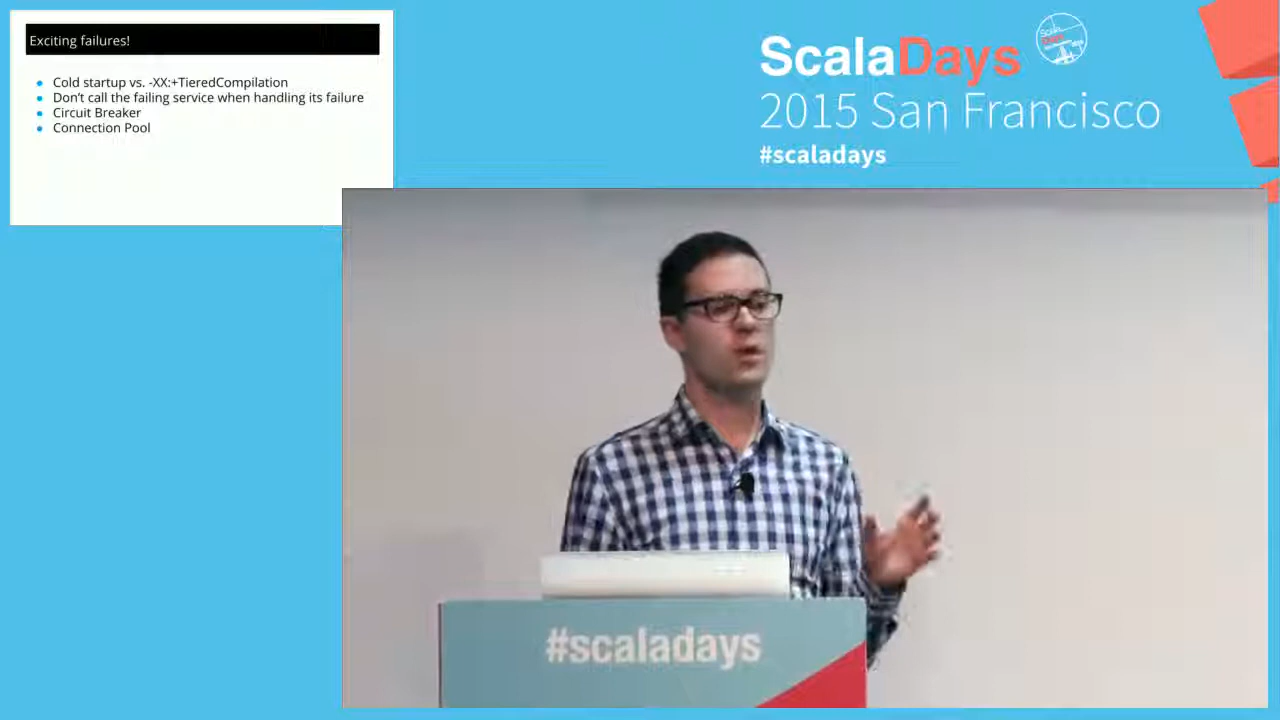 Exciting failures!
Cold startup vs. -XX:+TieredCompilation
Don't call the failing service when handling its failure
Circuit Breaker
Connection Pool
ScalaDays
2015 San Francisco
#scaladays
#scaladays